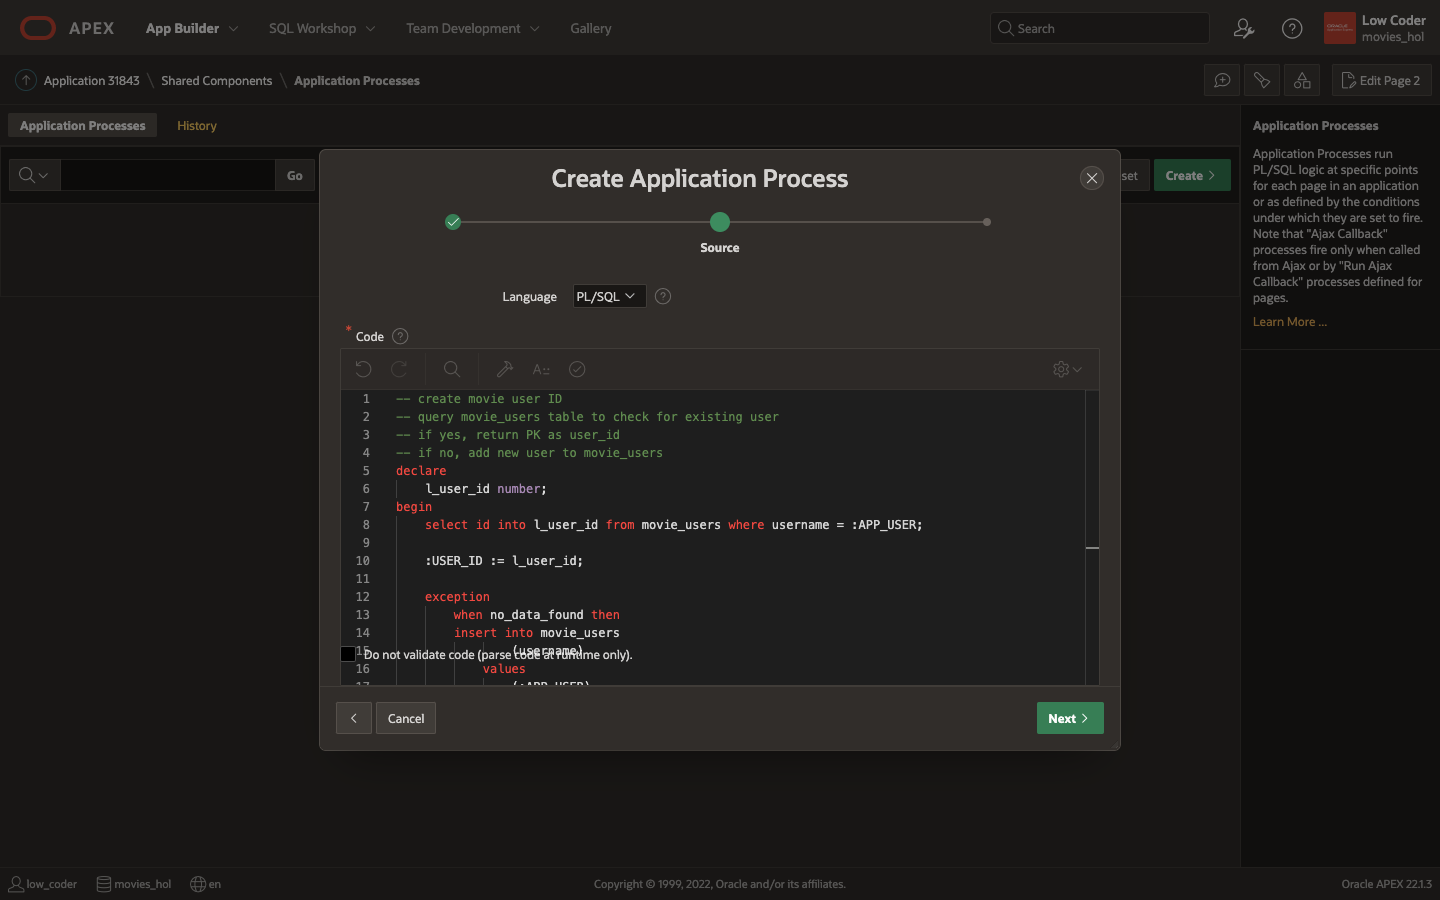 APEX
App Builder
SQL Workshop
Team Development
Gallery
Search
Low Coder
movies_hol
Application 31843 \ Shared Components \ Application Processes
Edit Page 2
Application Processes
History
Go
set
Create
Application Processes
Application Processes run
PL/SQL logic at specific points
for each page in an application
or as defined by the conditions
under which they are set to fire.
Note that "Ajax Callback"
processes fire only when called
from Ajax or by "Run Ajax
Callback" processes defined for
pages.
Learn More ...
Create Application Process
Source
Language PL/SQL
* Code
1 -- create movie user ID
2 -- query movie_users table to check for existing user
3 -- if yes, return PK as user_id
4 -- if no, add new user to movie_users
5 declare
6 l_user_id number;
7 begin
8 select id into l_user_id from movie_users where username = :APP_USER;
9
10 :USER_ID := l_user_id;
11
12 exception
13 when no_data_found then
14 insert into movie_users
15 (username)
Do not validate code (parse code at runtime only).
16 values
17 (:APP_USER)
Cancel
Next
low_coder
movies_hol
en
Copyright © 1999, 2022, Oracle and/or its affiliates.
Oracle APEX 22.1.3